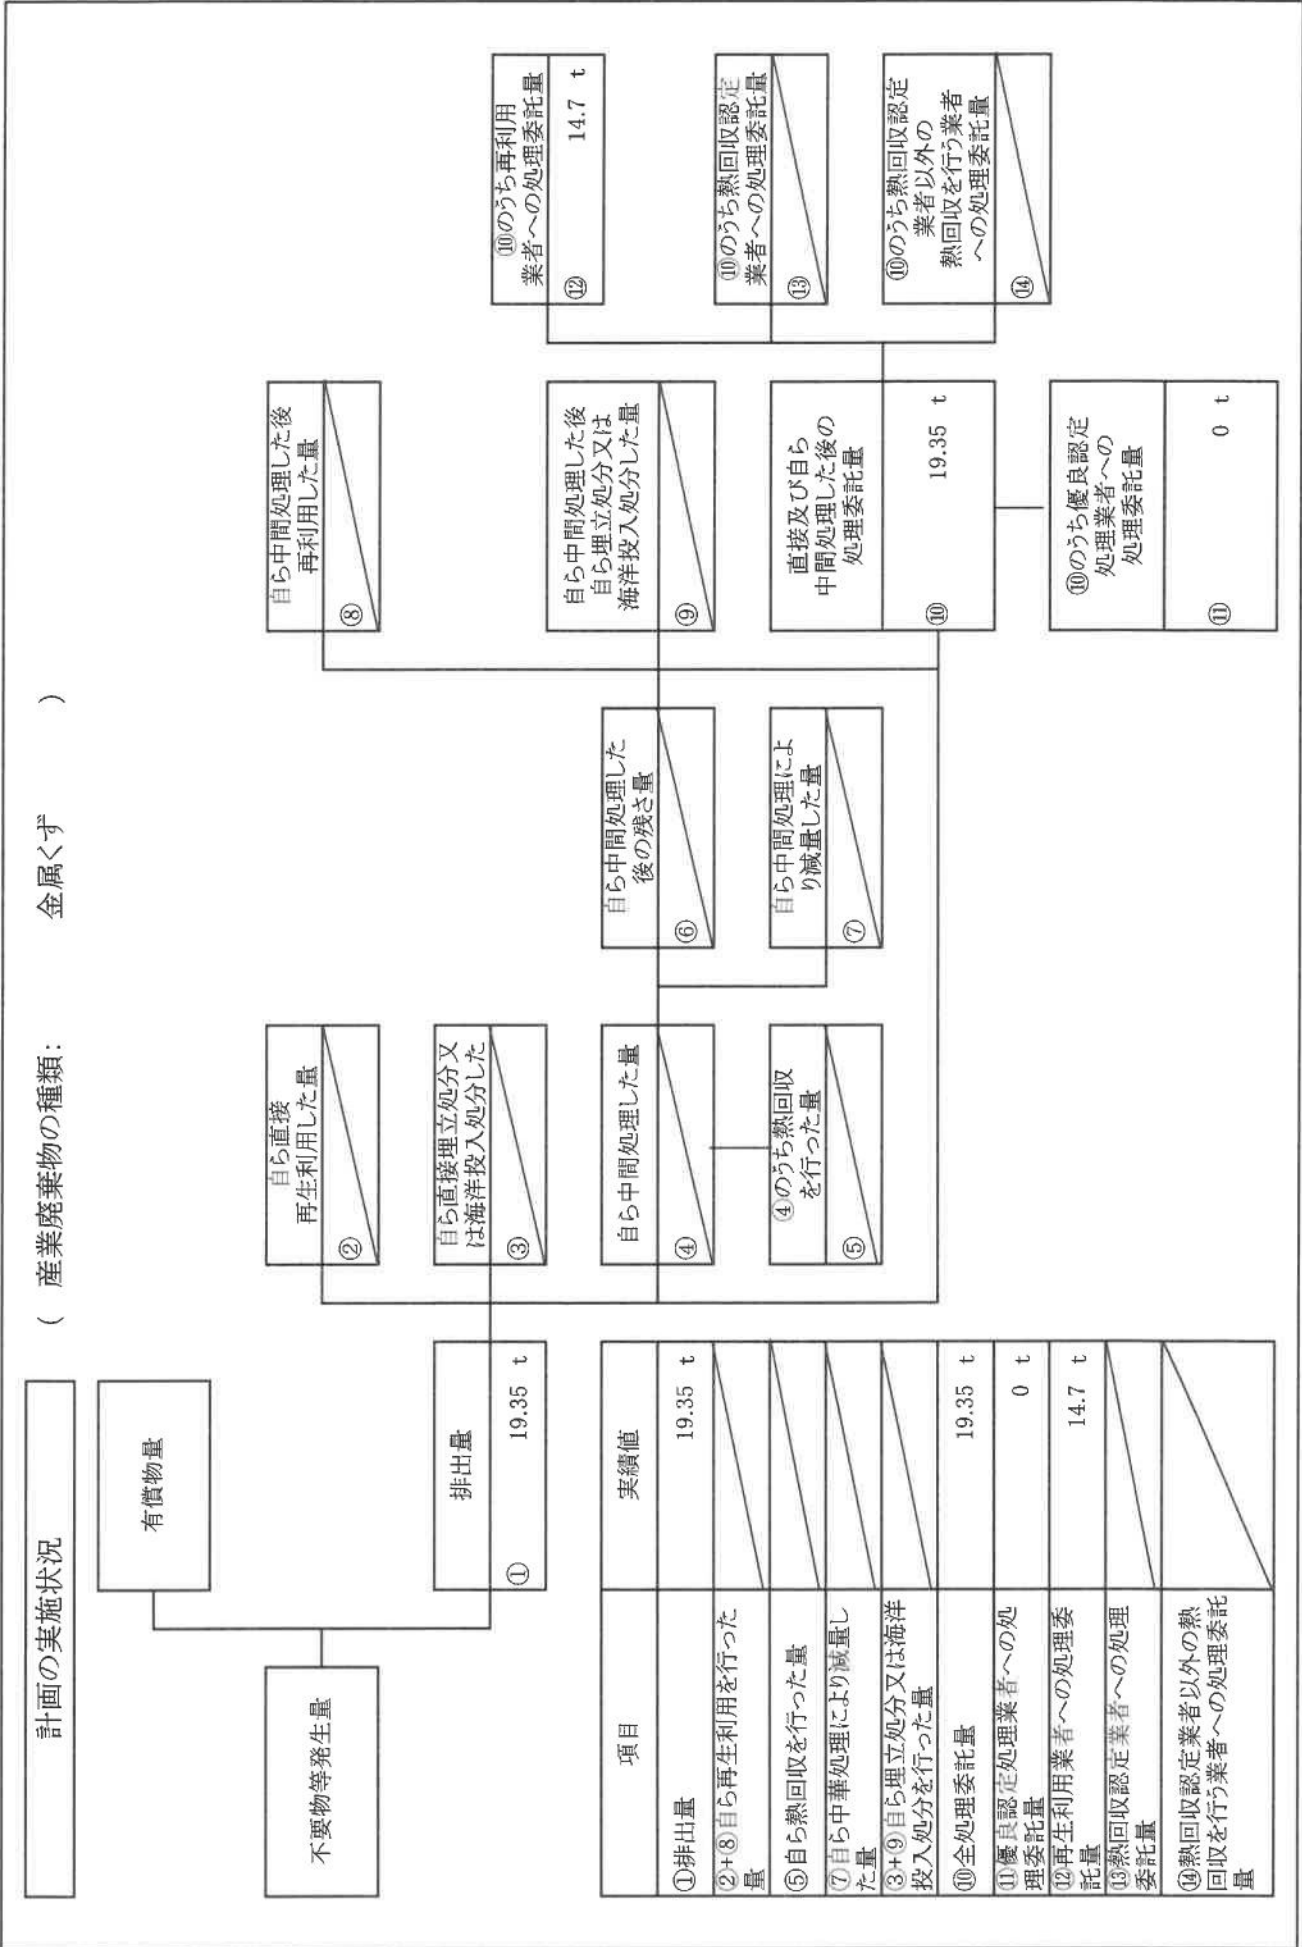 計画の実施状況
( 産業廃棄物の種類: 金属くず )
有償物量
不要等発生量
排出量
① 19.35 t
自ら直接
再生利用した量
②
自ら直接埋立処分又
は海洋投入処分した
③
自ら中間処理した量
④
④のうち熱回収
を行った量
⑤
自ら中間処理した
後の残さ量
⑥
自ら中間処理によ
り減量した量
⑦
自ら中間処理した後
再利用した量
⑧
自ら中間処理した後
自ら埋立処分又は
海洋投入処分した量
⑨
直接及び自ら
中間処理した後の
処理委託量
⑩ 19.35 t
⑩のうち優良認定
処理業者への
処理委託量
⑪ 0 t
⑩のうち再利用
業者への処理委託量
⑫ 14.7 t
⑩のうち熱回収認定
業者への処理委託量
⑬
⑩のうち熱回収認定
業者以外の
熱回収を行う業者
への処理委託量
⑭
項目 実績値
①排出量 19.35 t
②+⑧自ら再生利用を行った
量
⑤自ら熱回収を行った量
⑦自ら中華処理により減量し
た量
③+⑨自ら埋立処分又は海洋
投入処分を行った量
⑩全処理委託量 19.35 t
⑪優良認定処理業者への処
理委託量 0 t
⑫再生利用業者への処理委
託量 14.7 t
⑬熱回収認定業者への処理
委託量
⑭熱回収認定業者以外の熱
回収を行う業者への処理委託
量